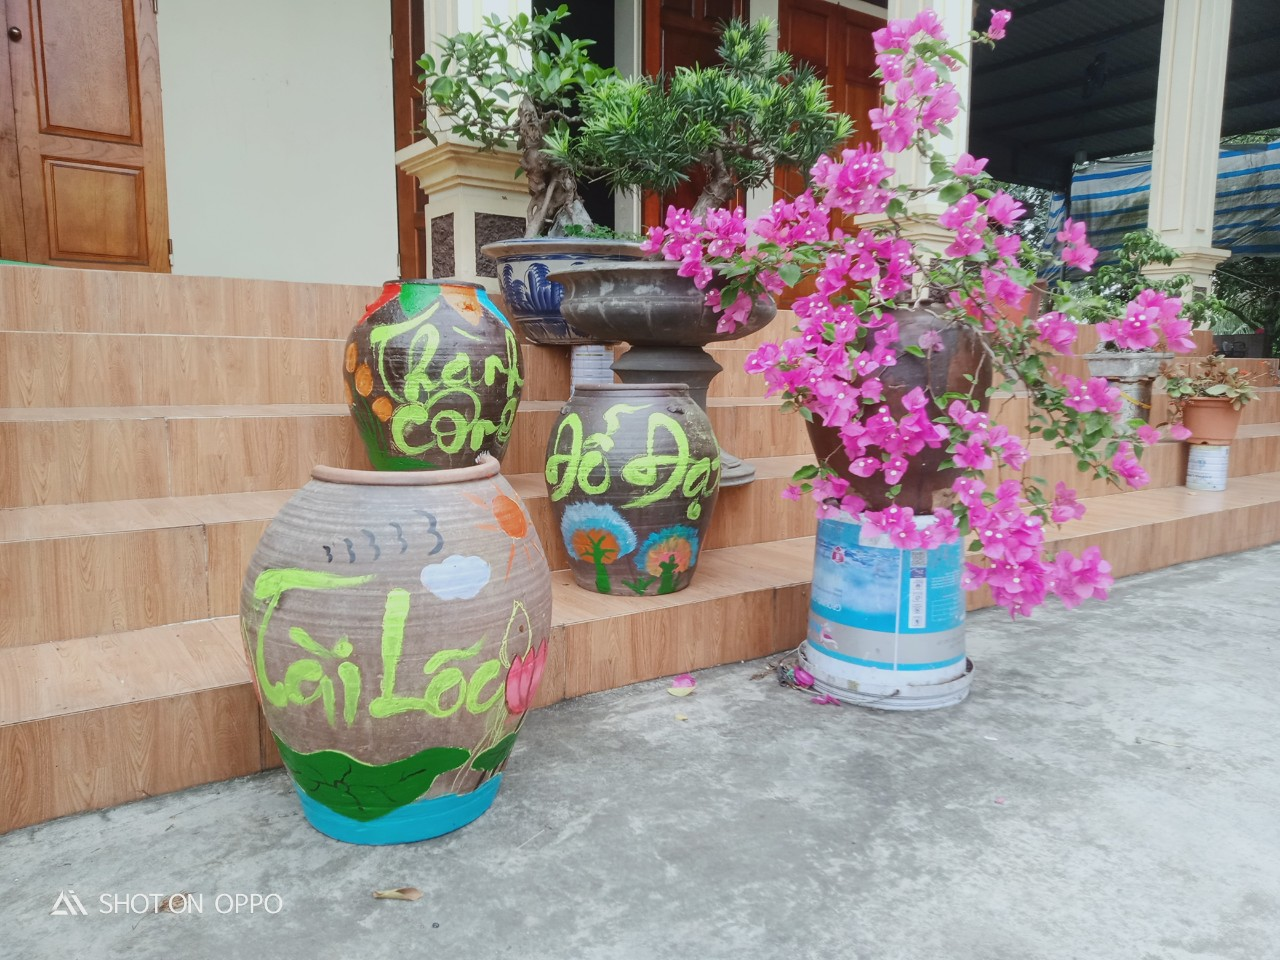 Thành
công
Đỗ Đạt
Tài Lộc
SHOT ON OPPO